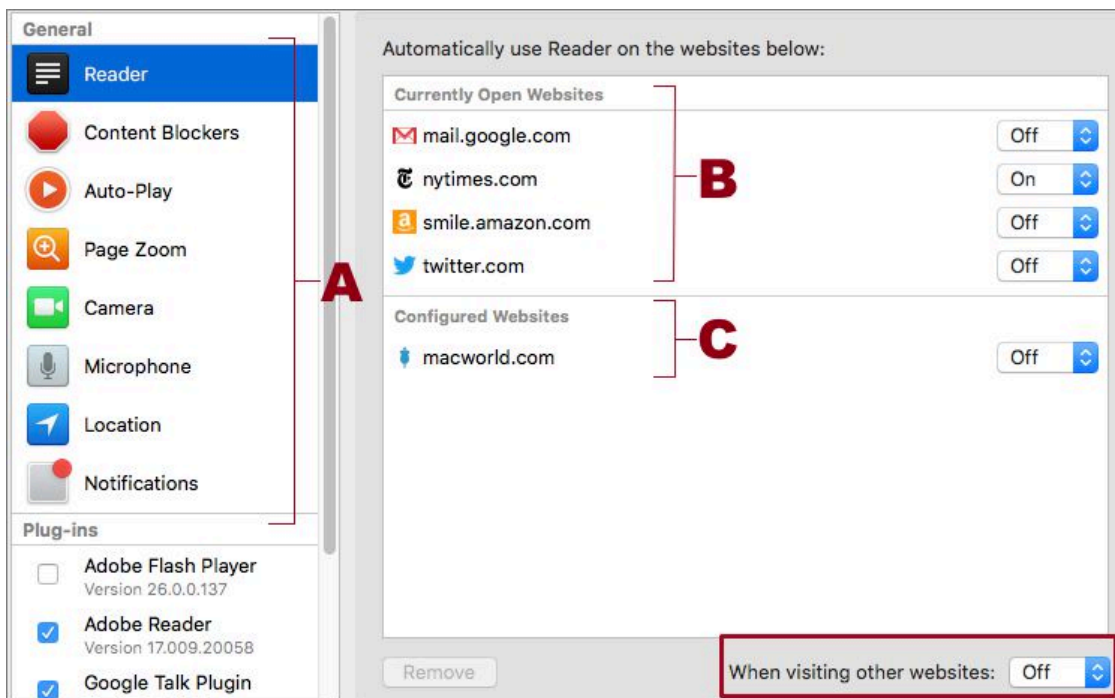 General
Reader
Content Blockers
Auto-Play
Page Zoom
Camera
Microphone
Location
Notifications
A
Plug-ins
Adobe Flash Player
Version 26.0.0.137
Adobe Reader
Version 17.009.20058
Google Talk Plugin
Automatically use Reader on the websites below:
Currently Open Websites
mail.google.com Off
nytimes.com On
B
smile.amazon.com Off
twitter.com Off
Configured Websites
C
macworld.com Off
Remove
When visiting other websites: Off